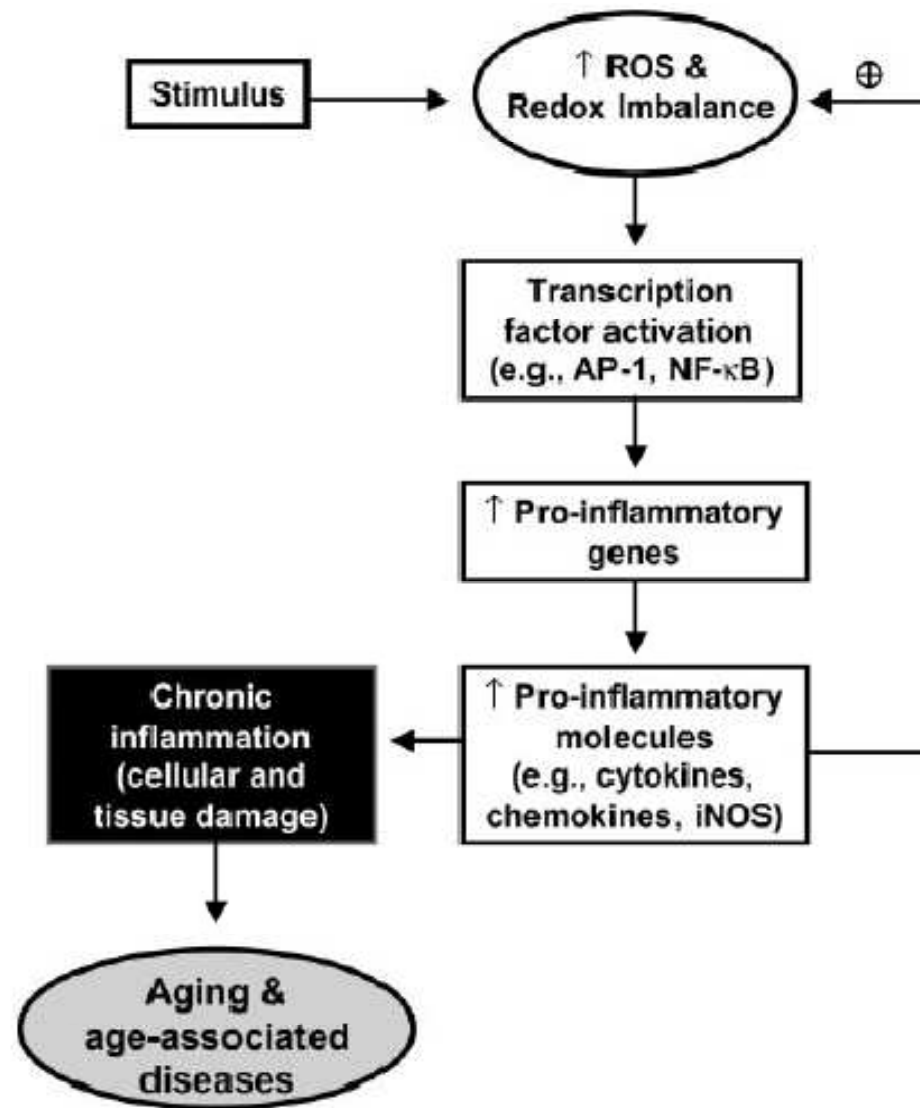 ↑ ROS &
Redox Imbalance
Stimulus
⊕
Transcription
factor activation
(e.g., AP-1, NF-κB)
↑ Pro-inflammatory
genes
↑ Pro-inflammatory
molecules
(e.g., cytokines,
chemokines, iNOS)
Chronic
inflammation
(cellular and
tissue damage)
Aging &
age-associated
diseases